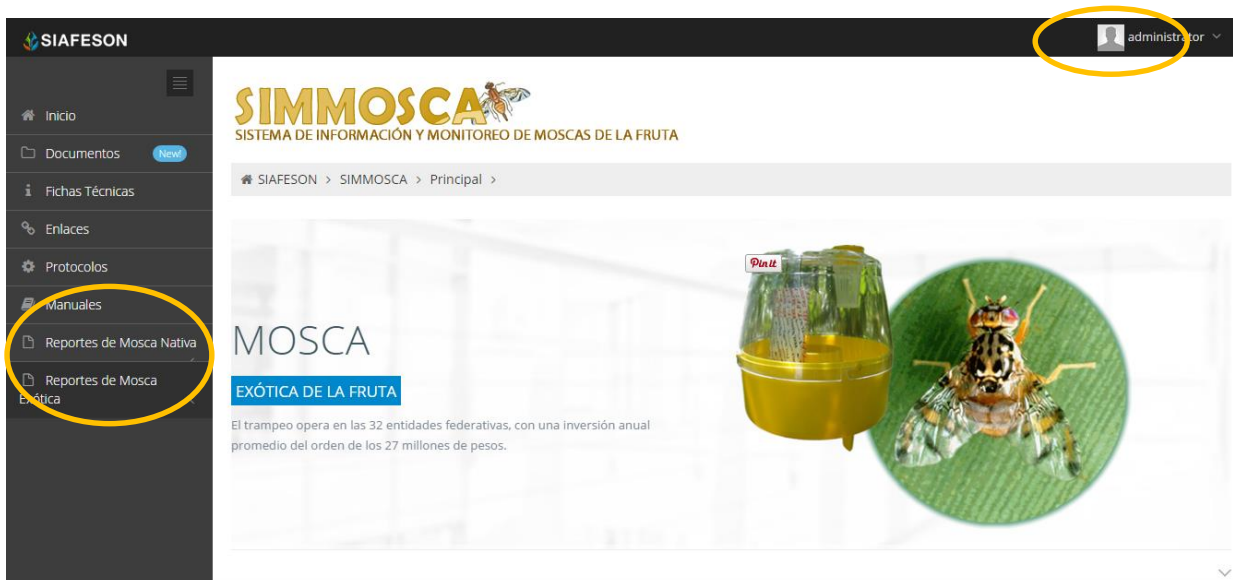 SIAFESON
administrator
Inicio
Documentos New!
Fichas Técnicas
Enlaces
Protocolos
Manuales
Reportes de Mosca Nativa
Reportes de Mosca
Exótica
SIMMOSCA
SISTEMA DE INFORMACIÓN Y MONITOREO DE MOSCAS DE LA FRUTA
SIAFESON > SIMMOSCA > Principal >
Pin it
MOSCA
EXÓTICA DE LA FRUTA
El trampeo opera en las 32 entidades federativas, con una inversión anual
promedio del orden de los 27 millones de pesos.